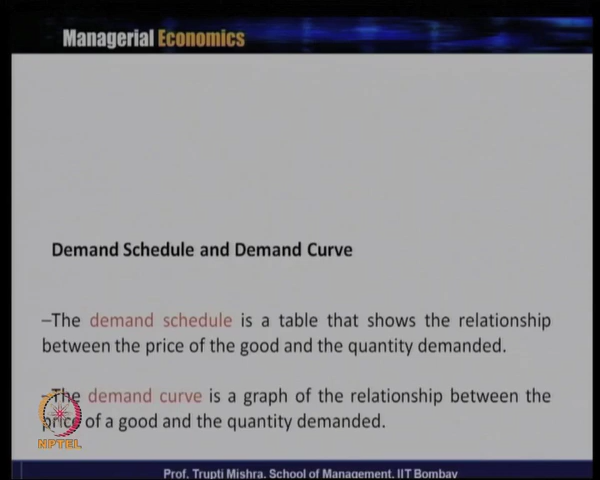 Managerial Economics
Demand Schedule and Demand Curve
–The demand schedule is a table that shows the relationship
between the price of the good and the quantity demanded.
–The demand curve is a graph of the relationship between the
price of a good and the quantity demanded.
NPTEL
Prof. Trupti Mishra, School of Management, IIT Bombay